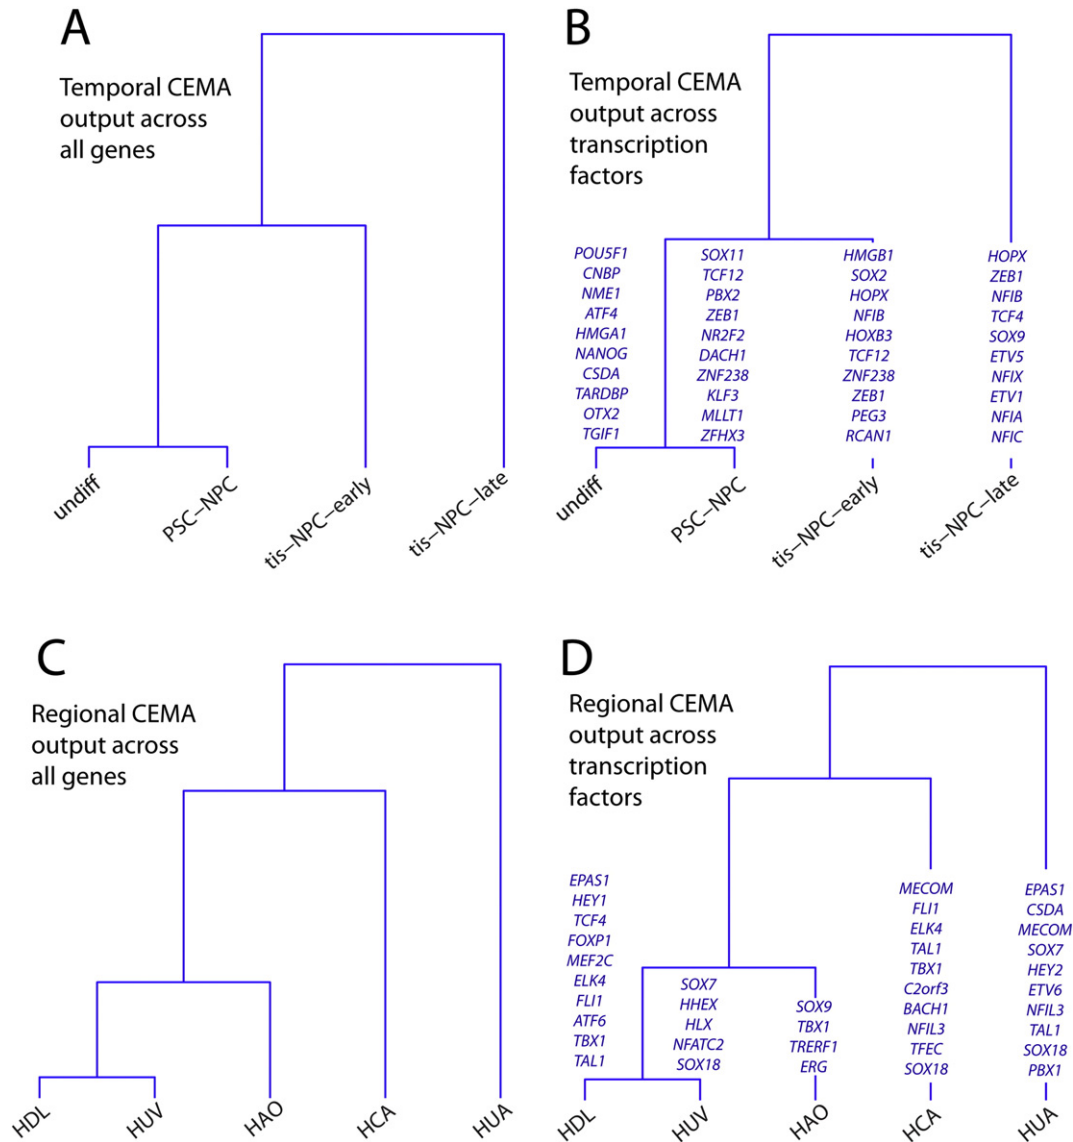 A
Temporal CEMA
output across
all genes
undiff
PSC–NPC
tis–NPC–early
tis–NPC–late
B
Temporal CEMA
output across
transcription
factors
POU5F1
CNBP
NME1
ATF4
HMGA1
NANOG
CSDA
TARDBP
OTX2
TGIF1
SOX11
TCF12
PBX2
ZEB1
NR2F2
DACH1
ZNF238
KLF3
MLLT1
ZFHX3
HMGB1
SOX2
HOPX
NFIB
HOXB3
TCF12
ZNF238
ZEB1
PEG3
RCAN1
HOPX
ZEB1
NFIB
TCF4
SOX9
ETV5
NFIX
ETV1
NFIA
NFIC
undiff
PSC–NPC
tis–NPC–early
tis–NPC–late
C
Regional CEMA
output across
all genes
HDL
HUV
HAO
HCA
HUA
D
Regional CEMA
output across
transcription
factors
EPAS1
HEY1
TCF4
FOXP1
MEF2C
ELK4
FLI1
ATF6
TBX1
TAL1
SOX7
HHEX
HLX
NFATC2
SOX18
SOX9
TBX1
TRERF1
ERG
MECOM
FLI1
ELK4
TAL1
TBX1
C2orf3
BACH1
NFIL3
TFEC
SOX18
EPAS1
CSDA
MECOM
SOX7
HEY2
ETV6
NFIL3
TAL1
SOX18
PBX1
HDL
HUV
HAO
HCA
HUA